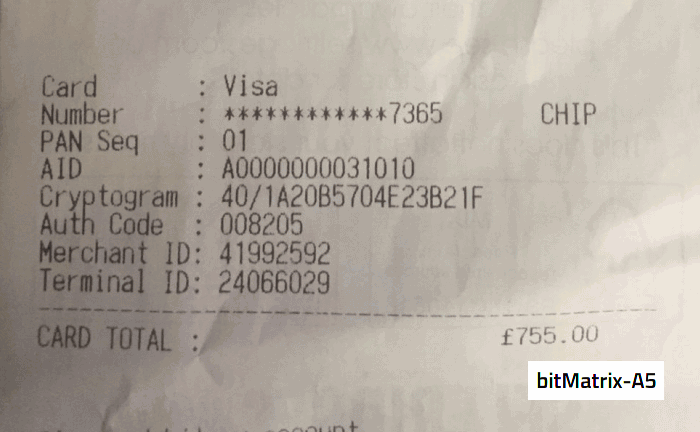 Card : Visa
Number : ************7365 CHIP
PAN Seq : 01
AID : A0000000031010
Cryptogram : 40/1A20B5704E23B21F
Auth Code : 008205
Merchant ID: 41992592
Terminal ID: 24066029
CARD TOTAL : £755.00
bitMatrix-A5
account